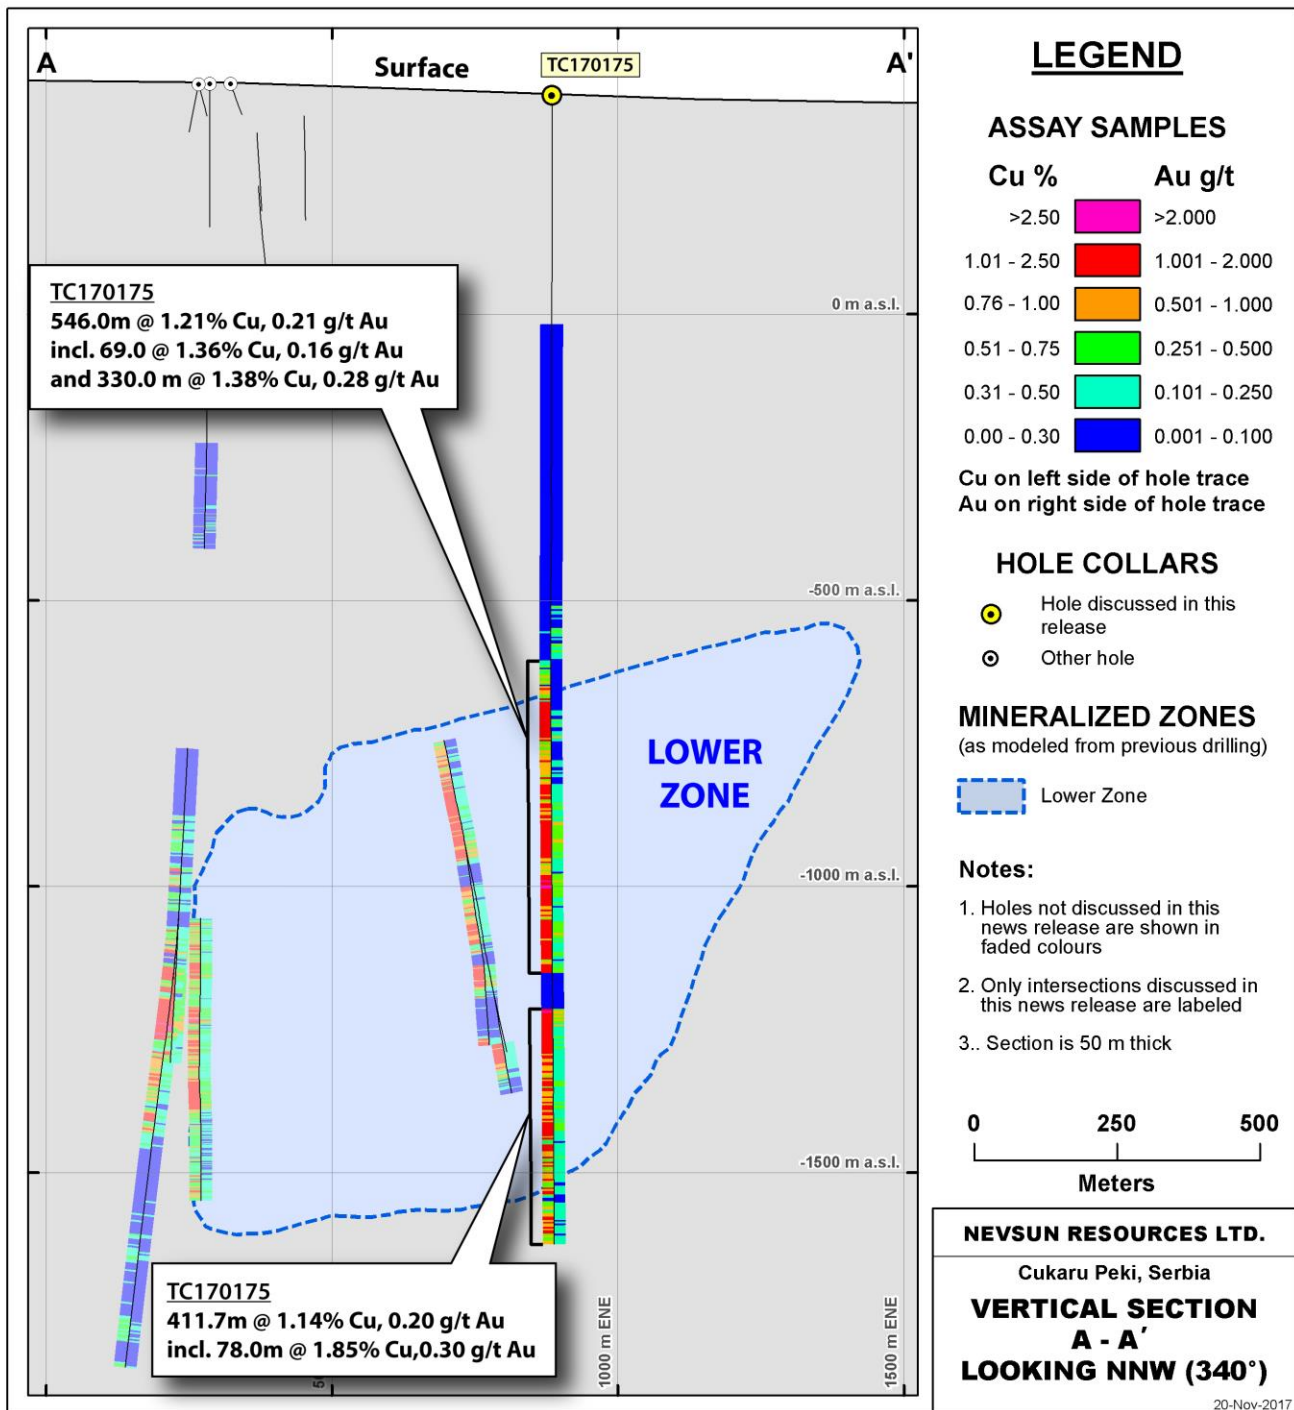 A
Surface
TC170175
A'
TC170175
546.0m @ 1.21% Cu, 0.21 g/t Au
incl. 69.0 @ 1.36% Cu, 0.16 g/t Au
and 330.0 m @ 1.38% Cu, 0.28 g/t Au
0 m a.s.l.
-500 m a.s.l.
LOWER
ZONE
-1000 m a.s.l.
-1500 m a.s.l.
TC170175
411.7m @ 1.14% Cu, 0.20 g/t Au
incl. 78.0m @ 1.85% Cu,0.30 g/t Au
1000 m ENE
1500 m ENE
LEGEND
ASSAY SAMPLES
Cu % Au g/t
>2.50 >2.000
1.01 - 2.50 1.001 - 2.000
0.76 - 1.00 0.501 - 1.000
0.51 - 0.75 0.251 - 0.500
0.31 - 0.50 0.101 - 0.250
0.00 - 0.30 0.001 - 0.100
Cu on left side of hole trace
Au on right side of hole trace
HOLE COLLARS
Hole discussed in this
release
Other hole
MINERALIZED ZONES
(as modeled from previous drilling)
Lower Zone
Notes:
1. Holes not discussed in this
news release are shown in
faded colours
2. Only intersections discussed in
this news release are labeled
3.. Section is 50 m thick
0 250 500
Meters
NEVSUN RESOURCES LTD.
Cukaru Peki, Serbia
VERTICAL SECTION
A - A'
LOOKING NNW (340°)
20-Nov-2017